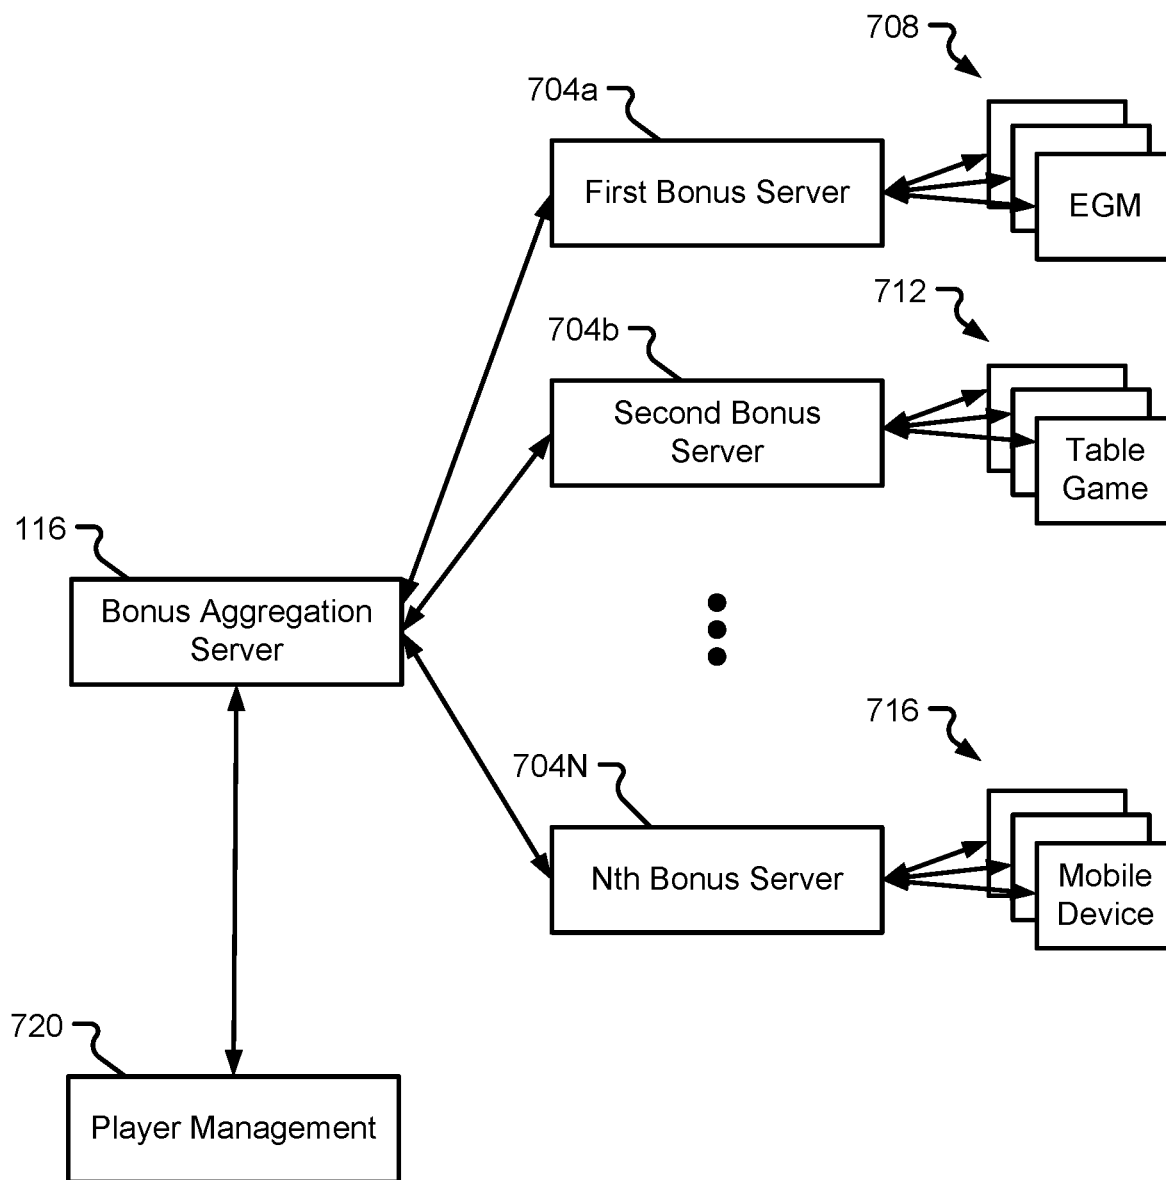 708
704a
First Bonus Server
EGM
712
704b
Second Bonus
Server
Table
Game
116
Bonus Aggregation
Server
716
704N
Nth Bonus Server
Mobile
Device
720
Player Management